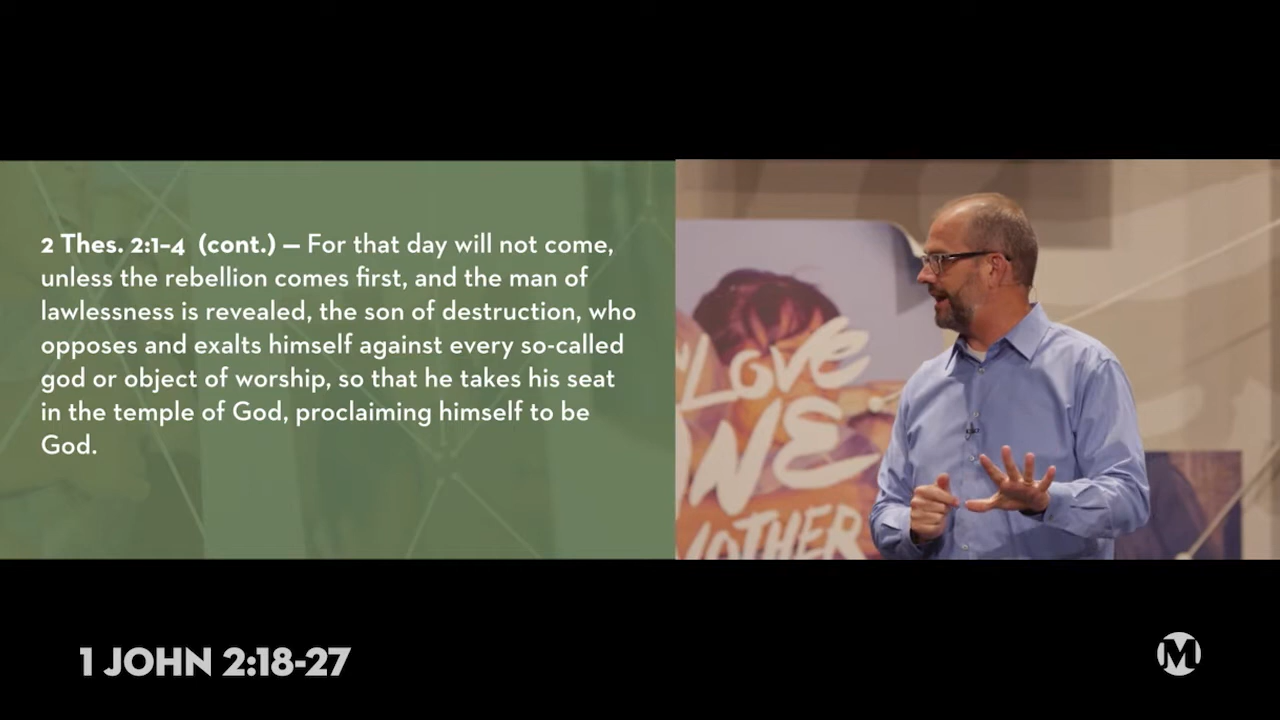 2 Thes. 2:1–4 (cont.) — For that day will not come,
unless the rebellion comes first, and the man of
lawlessness is revealed, the son of destruction, who
opposes and exalts himself against every so-called
god or object of worship, so that he takes his seat
in the temple of God, proclaiming himself to be
God.
LOVE
NE
OTHER
1 JOHN 2:18-27
M